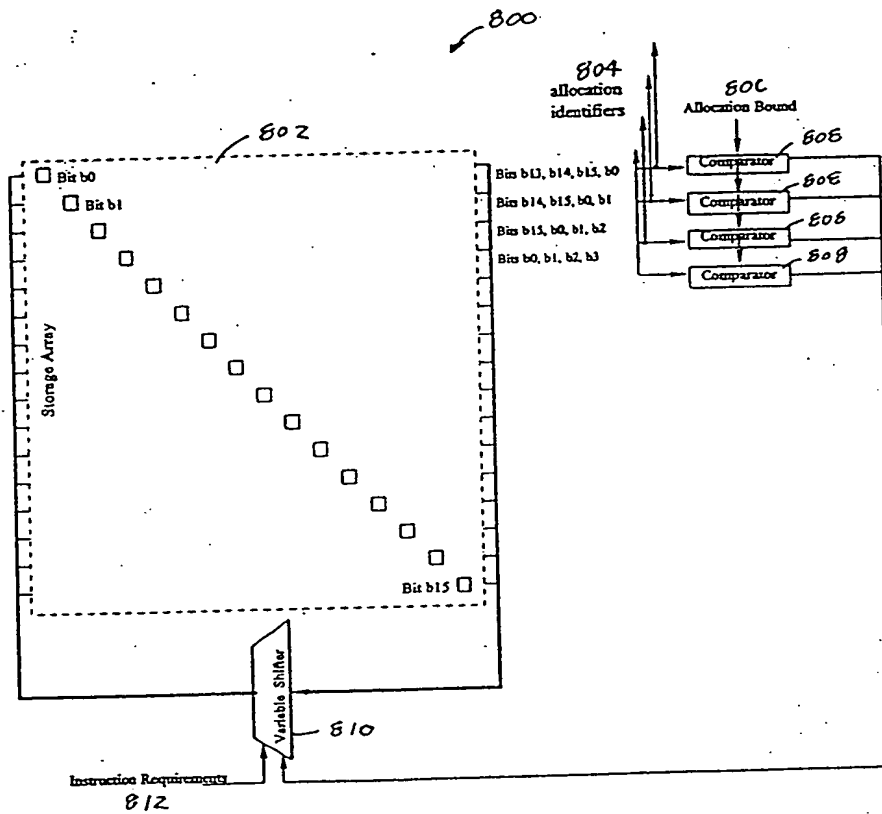 800
804
allocation
identifiers
80C
Allocation Bound
802
Bit b0
Bit b1
Bits b13, b14, b15, b0
Bits b14, b15, b0, b1
Bits b15, b0, b1, b2
Bits b0, b1, b2, b3
Comparator
808
Comparator
808
Comparator
808
Comparator
808
Storage Array
Bit b15
Variable Shifter
810
Instruction Requirements
812